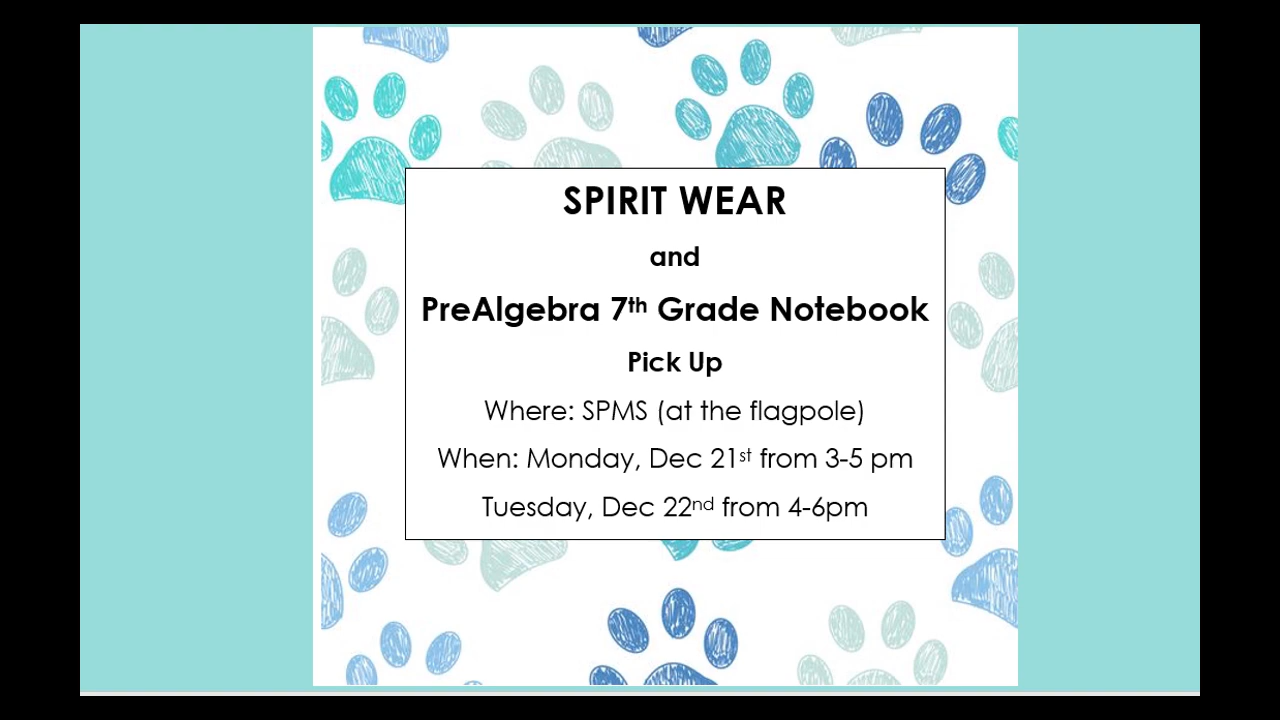 SPIRIT WEAR
and
PreAlgebra 7th Grade Notebook
Pick Up
Where: SPMS (at the flagpole)
When: Monday, Dec 21st from 3-5 pm
Tuesday, Dec 22nd from 4-6pm